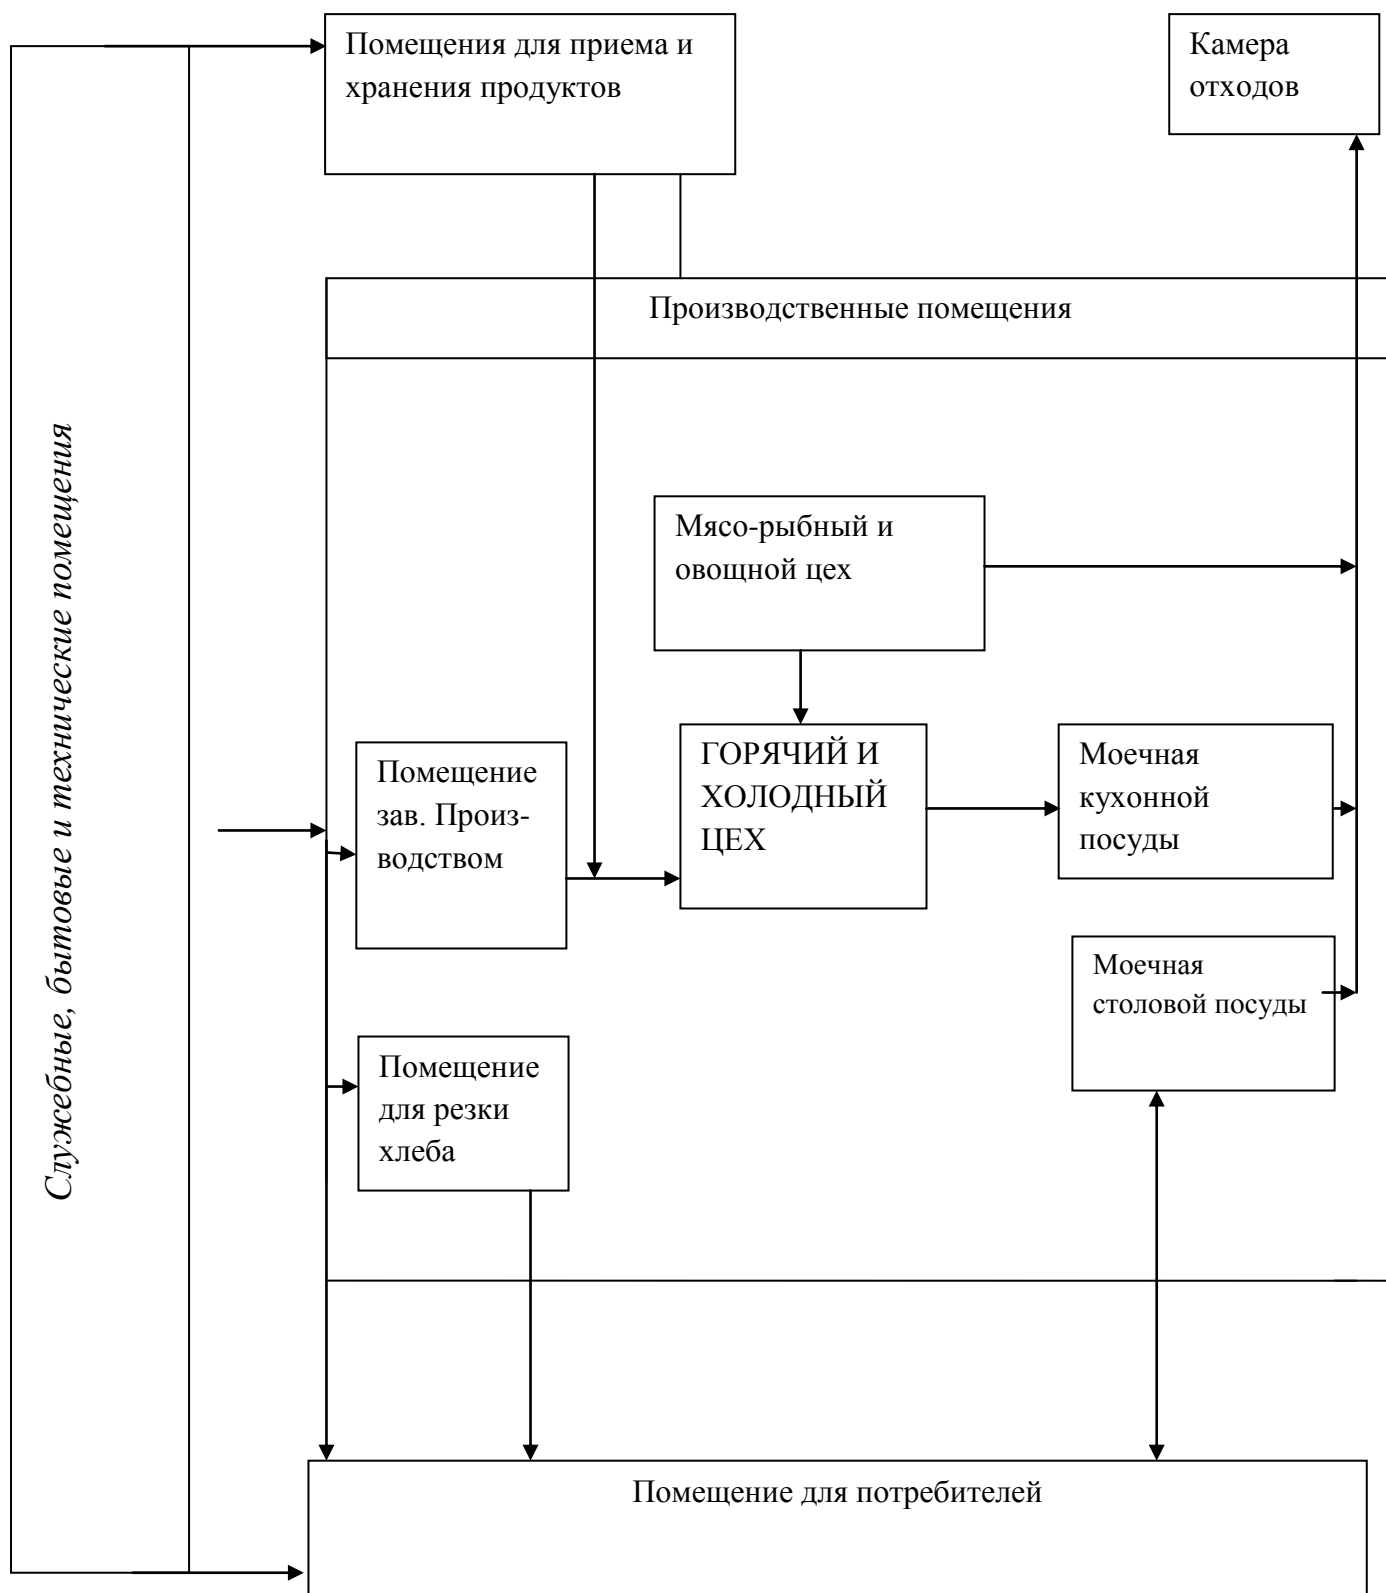 Помещения для приема и
хранения продуктов
Камера
отходов
Производственные помещения
Служебные, бытовые и технические помещения
Мясо-рыбный и
овощной цех
Помещение
зав. Произ-
водством
ГОРЯЧИЙ И
ХОЛОДНЫЙ
ЦЕХ
Моечная
кухонной
посуды
Моечная
столовой посуды
Помещение
для резки
хлеба
Помещение для потребителей